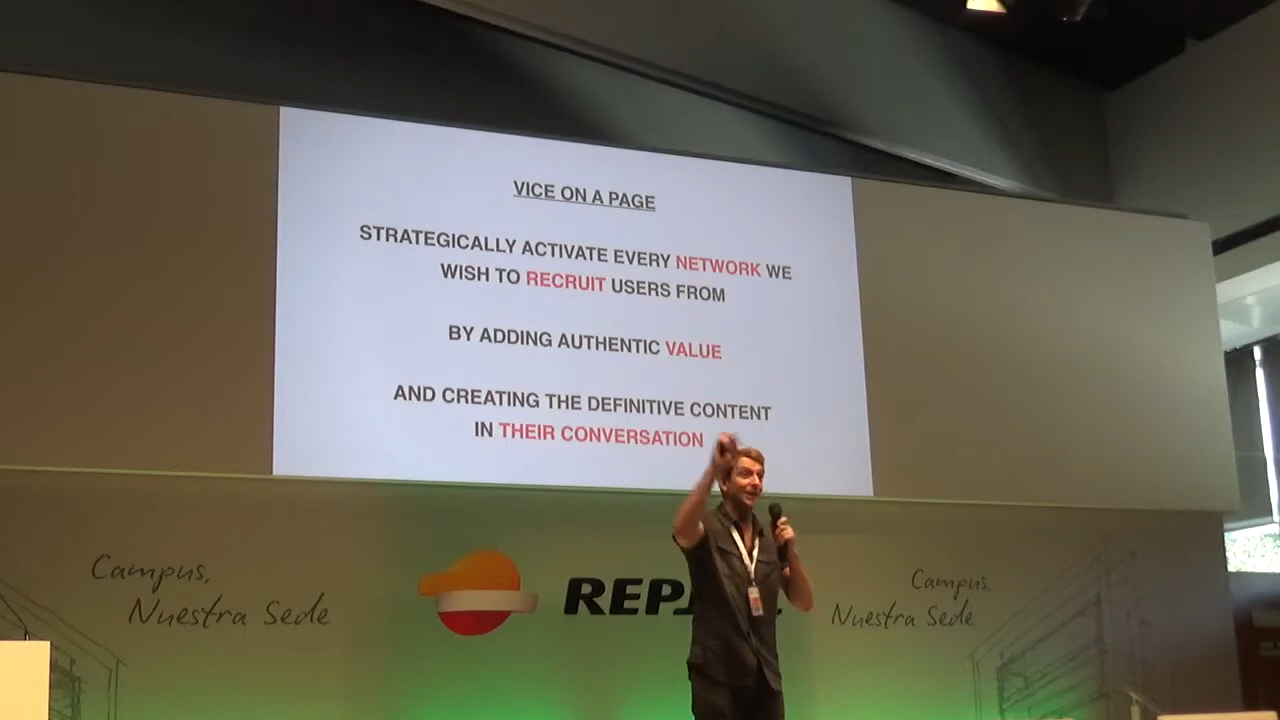 VICE ON A PAGE
STRATEGICALLY ACTIVATE EVERY NETWORK WE
WISH TO RECRUIT USERS FROM
BY ADDING AUTHENTIC VALUE
AND CREATING THE DEFINITIVE CONTENT
IN THEIR CONVERSATION
Campus,
Nuestra Sede
REP
Campus,
Nuestra Sede